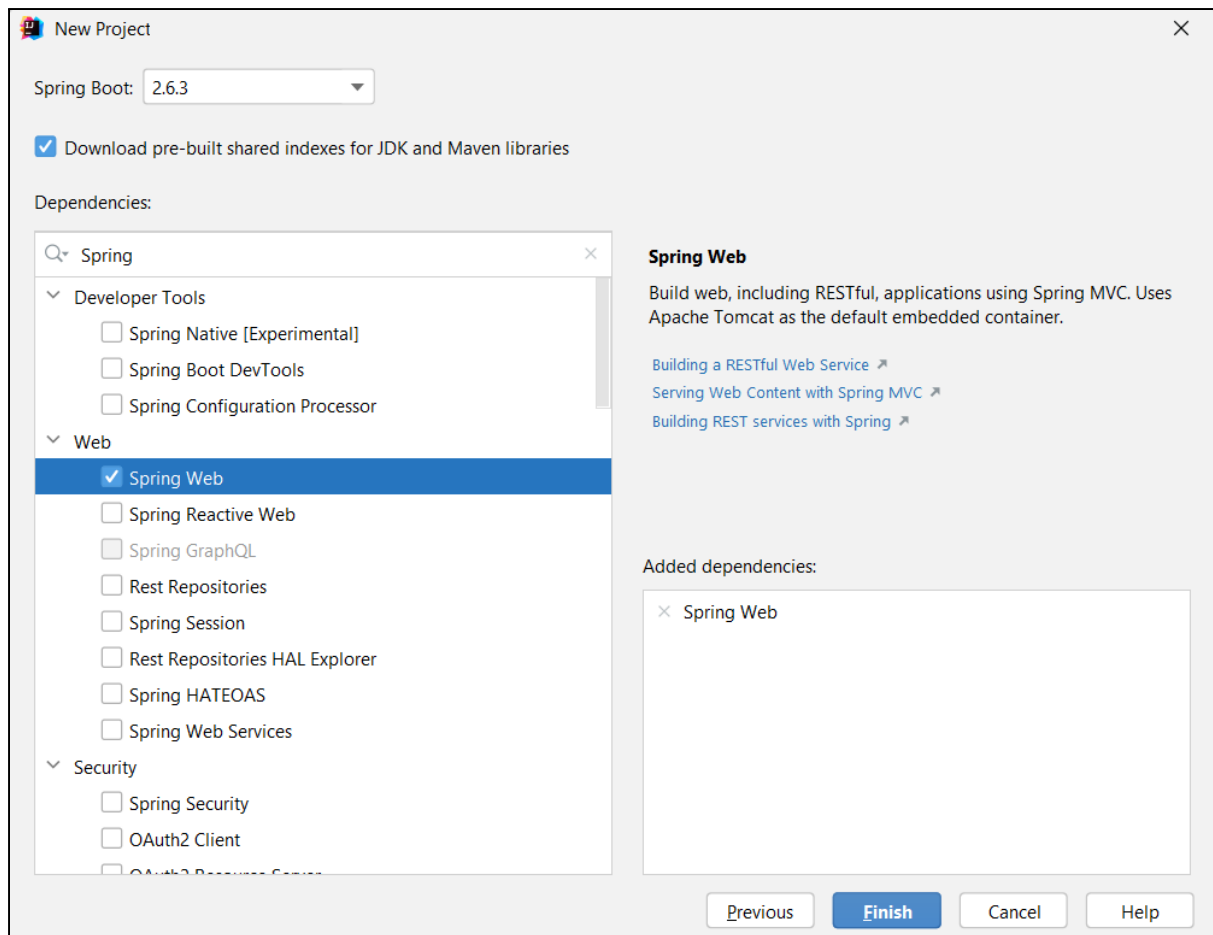 New Project
Spring Boot: 2.6.3
Download pre-built shared indexes for JDK and Maven libraries
Dependencies:
Spring
Developer Tools
Spring Native [Experimental]
Spring Boot DevTools
Spring Configuration Processor
Web
Spring Web
Spring Reactive Web
Spring GraphQL
Rest Repositories
Spring Session
Rest Repositories HAL Explorer
Spring HATEOAS
Spring Web Services
Security
Spring Security
OAuth2 Client
OAuth2 Resource Server
Spring Web
Build web, including RESTful, applications using Spring MVC. Uses
Apache Tomcat as the default embedded container.
Building a RESTful Web Service
Serving Web Content with Spring MVC
Building REST services with Spring
Added dependencies:
Spring Web
Previous
Finish
Cancel
Help